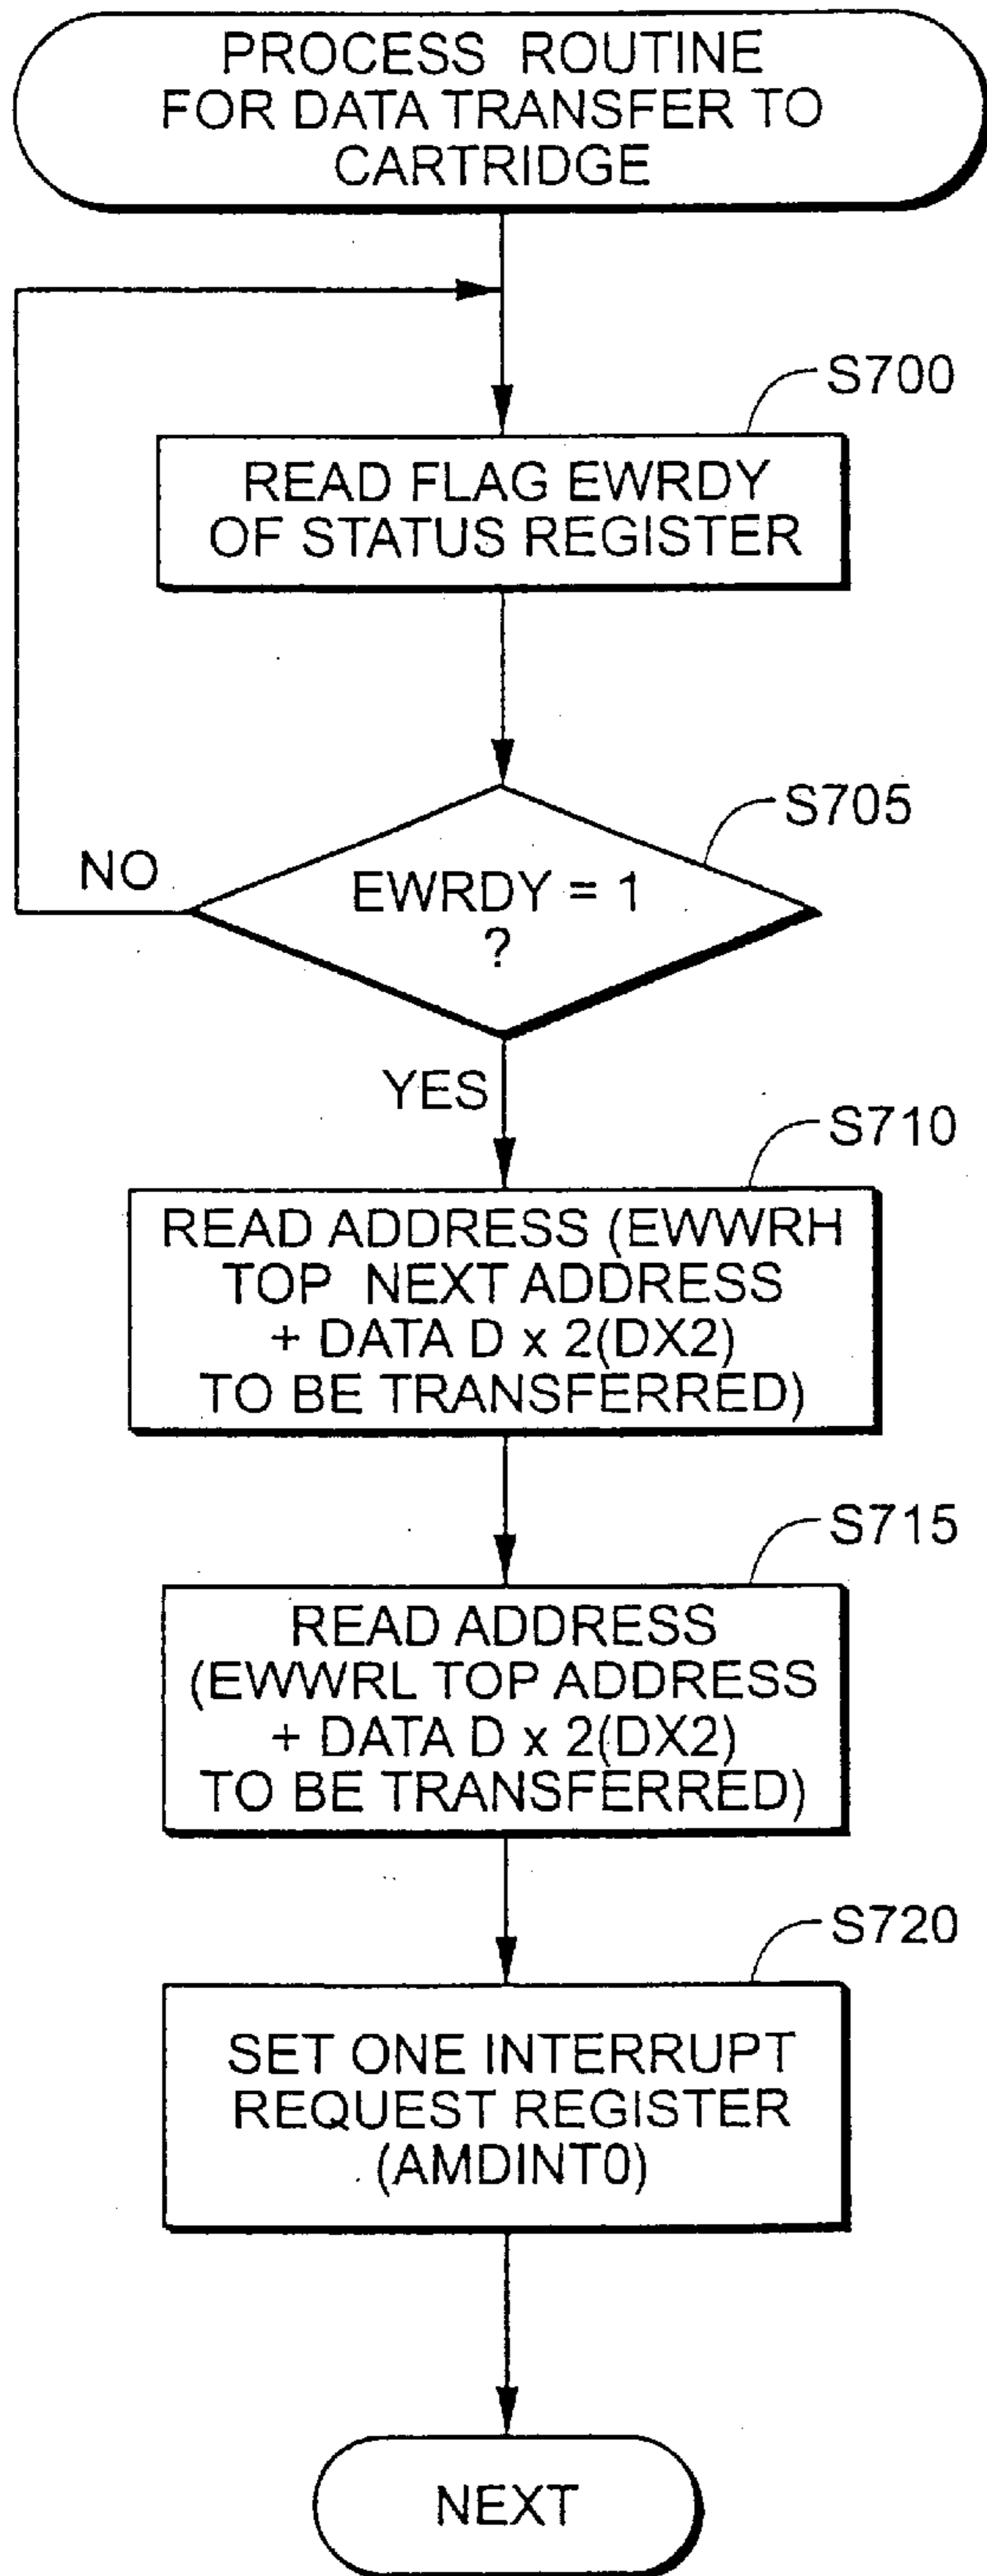 PROCESS ROUTINE
FOR DATA TRANSFER TO
CARTRIDGE
S700
READ FLAG EWRDY
OF STATUS REGISTER
S705
NO
EWRDY = 1
?
YES
S710
READ ADDRESS (EWWRH
TOP NEXT ADDRESS
+ DATA D x 2(DX2)
TO BE TRANSFERRED)
S715
READ ADDRESS
(EWWRL TOP ADDRESS
+ DATA D x 2(DX2)
TO BE TRANSFERRED)
S720
SET ONE INTERRUPT
REQUEST REGISTER
(AMDINT0)
NEXT